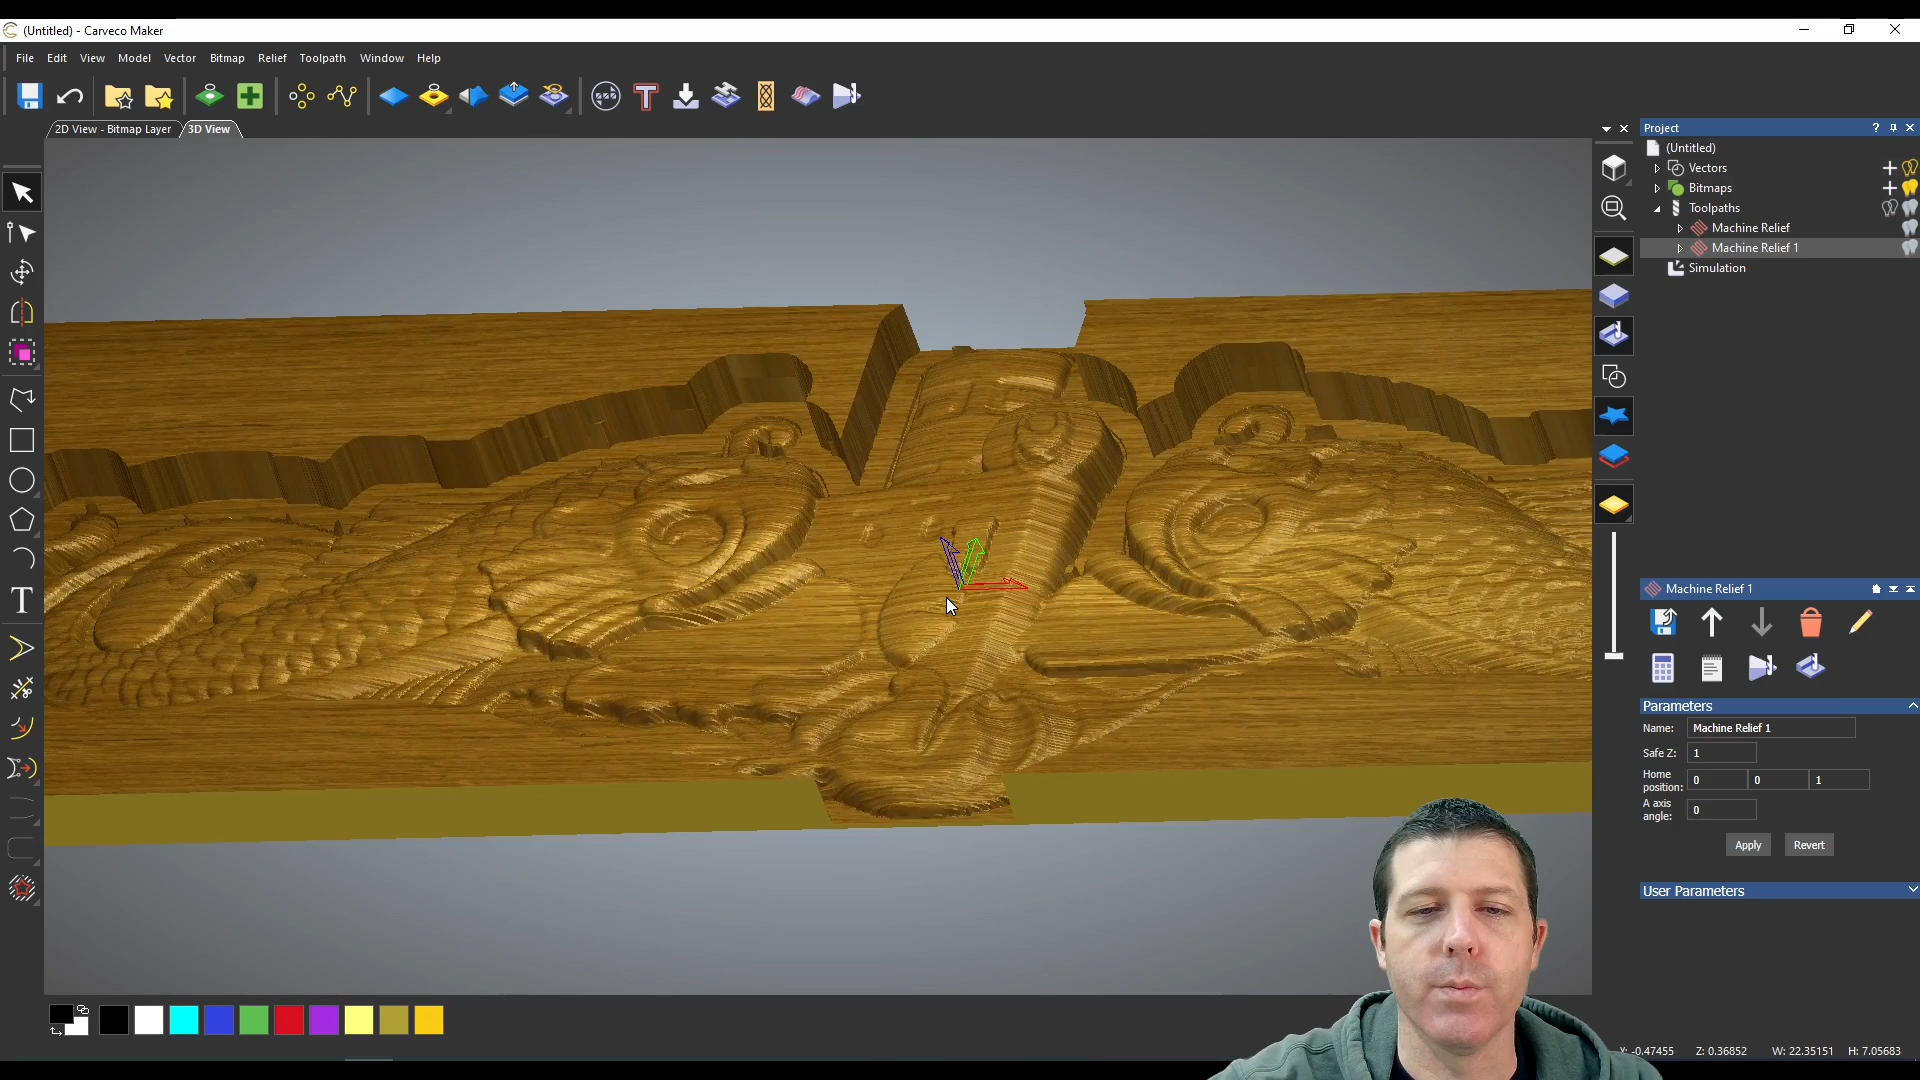 (Untitled) - Carveco Maker
File Edit View Model Vector Bitmap Relief Toolpath Window Help
2D View - Bitmap Layer 3D View
Project
(Untitled)
Vectors
Bitmaps
Toolpaths
Machine Relief
Machine Relief 1
Simulation
Machine Relief 1
Parameters
Name: Machine Relief 1
Safe Z: 1
Home position: 0 0 1
A axis angle: 0
Apply Revert
User Parameters
Y: -0.47455 Z: 0.36852 W: 22.35151 H: 7.05683